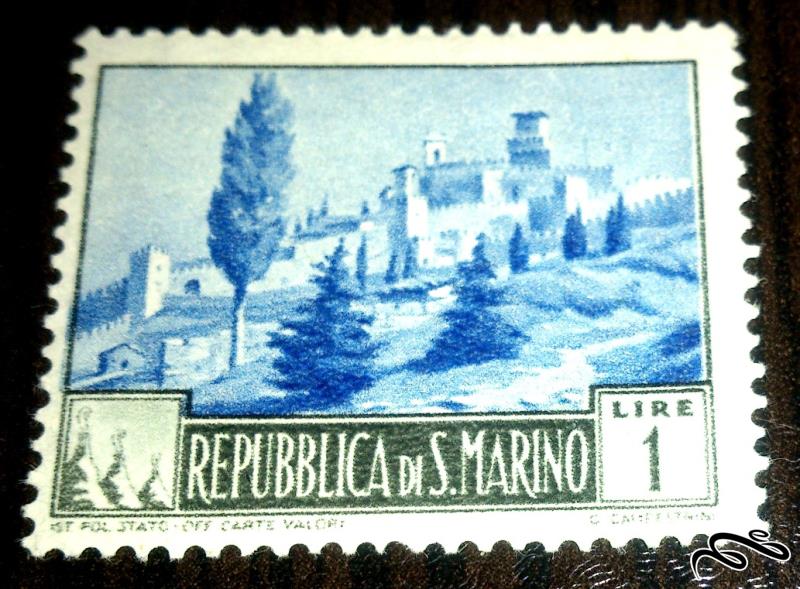 LIRE
1
REPUBBLICA DI S. MARINO
IST. POL. STATO - OFF. CARTE VALORI